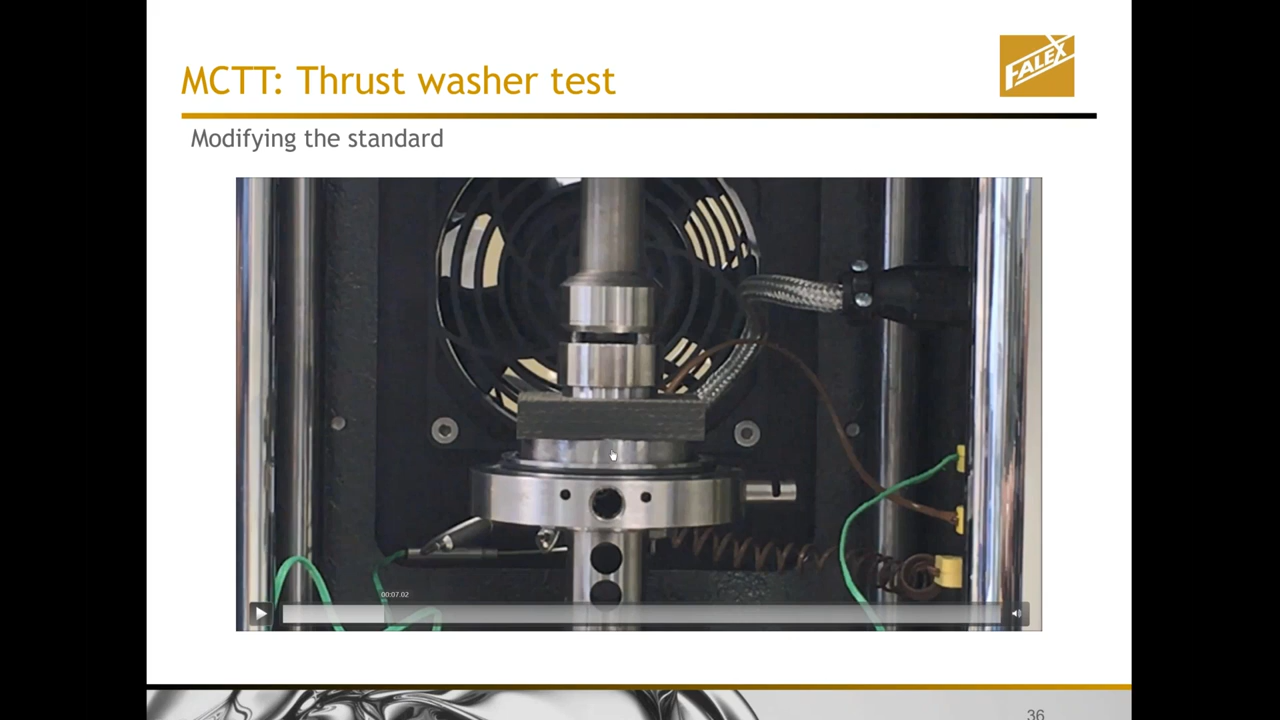 MCTT: Thrust washer test
FALEX
Modifying the standard
00:07.02
36